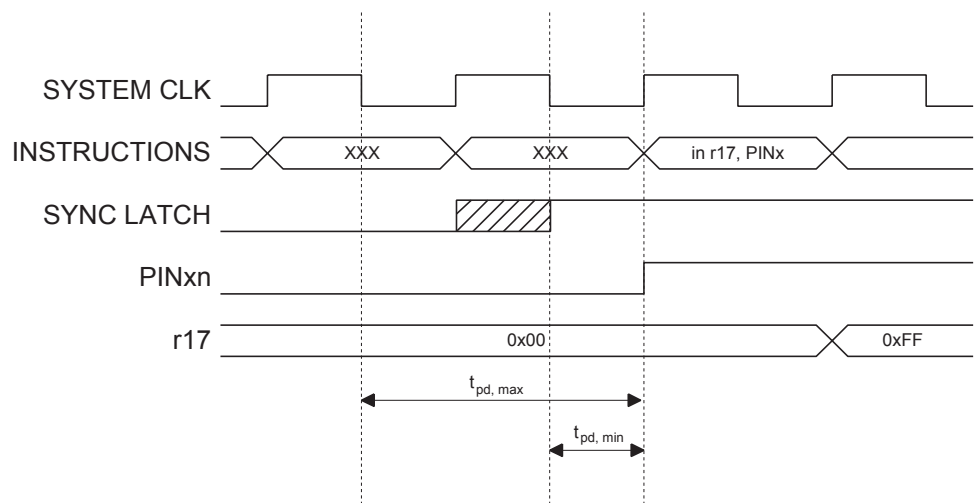 SYSTEM CLK
INSTRUCTIONS XXX XXX in r17, PINx
SYNC LATCH
PINxn
r17 0x00 0xFF
tpd, max
tpd, min